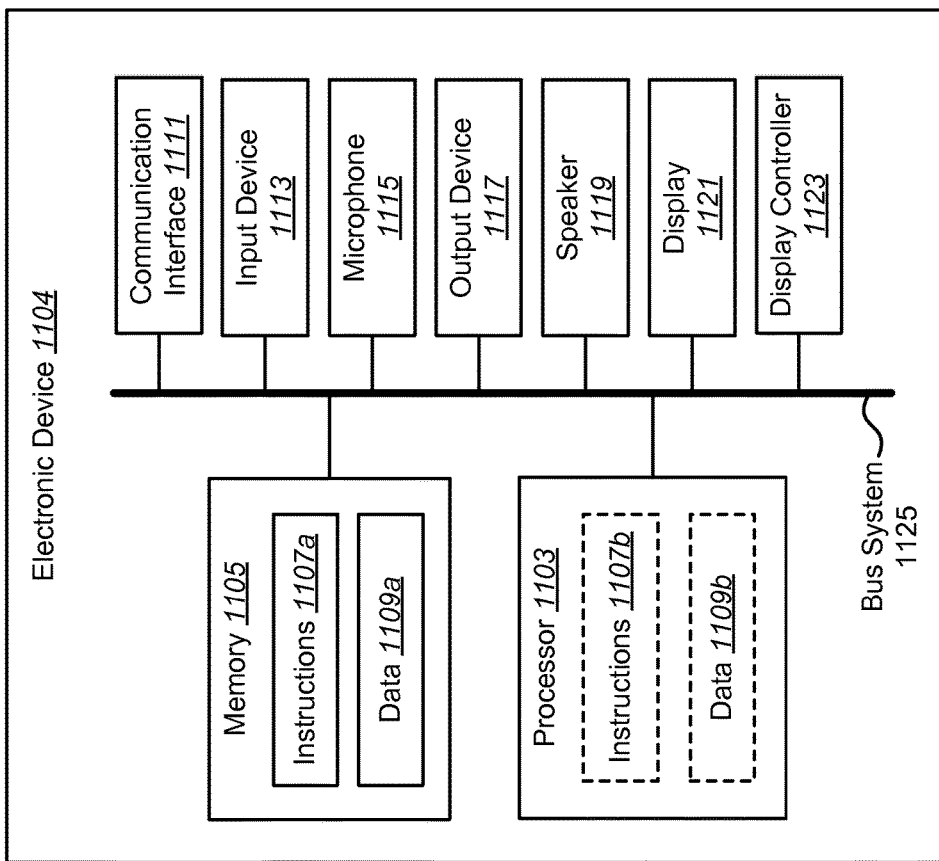 Electronic Device 1104
Memory 1105
Instructions 1107a
Data 1109a
Processor 1103
Instructions 1107b
Data 1109b
Communication
Interface 1111
Input Device
1113
Microphone
1115
Output Device
1117
Speaker
1119
Display
1121
Display Controller
1123
Bus System
1125